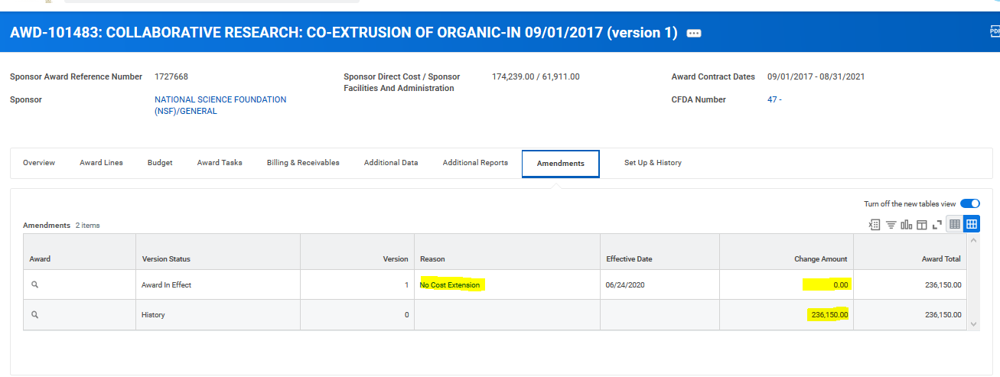 AWD-101483: COLLABORATIVE RESEARCH: CO-EXTRUSION OF ORGANIC-IN 09/01/2017 (version 1)
PDF
Sponsor Award Reference Number 1727668
Sponsor Direct Cost / Sponsor Facilities And Administration 174,239.00 / 61,911.00
Award Contract Dates 09/01/2017 - 08/31/2021
Sponsor NATIONAL SCIENCE FOUNDATION
(NSF)/GENERAL
CFDA Number 47 -
Overview Award Lines Budget Award Tasks Billing & Receivables Additional Data Additional Reports Amendments Set Up & History
Turn off the new tables view
Amendments 2 items
Award Version Status Version Reason Effective Date Change Amount Award Total
Award In Effect 1 No Cost Extension 06/24/2020 0.00 236,150.00
History 0 236,150.00 236,150.00